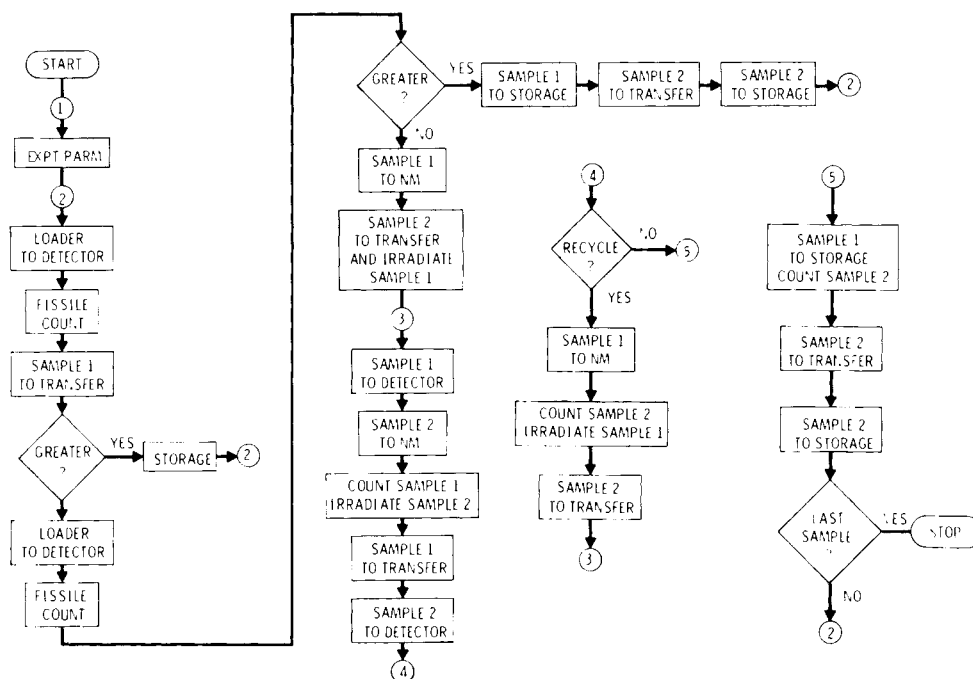 START
1
EXPT PARM
2
LOADER
TO DETECTOR
FISSILE
COUNT
SAMPLE 1
TO TRANSFER
GREATER
?
YES
STORAGE
2
LOADER
TO DETECTOR
FISSILE
COUNT
GREATER
?
YES
SAMPLE 1
TO STORAGE
SAMPLE 2
TO TRANSFER
SAMPLE 2
TO STORAGE
2
NO
SAMPLE 1
TO NM
SAMPLE 2
TO TRANSFER
AND IRRADIATE
SAMPLE 1
3
SAMPLE 1
TO DETECTOR
SAMPLE 2
TO NM
COUNT SAMPLE 1
IRRADIATE SAMPLE 2
SAMPLE 1
TO TRANSFER
SAMPLE 2
TO DETECTOR
4
4
RECYCLE
?
NO
5
YES
SAMPLE 1
TO NM
COUNT SAMPLE 2
IRRADIATE SAMPLE 1
SAMPLE 2
TO TRANSFER
3
5
SAMPLE 1
TO STORAGE
COUNT SAMPLE 2
SAMPLE 2
TO TRANSFER
SAMPLE 2
TO STORAGE
LAST
SAMPLE
?
YES
STOP
NO
2